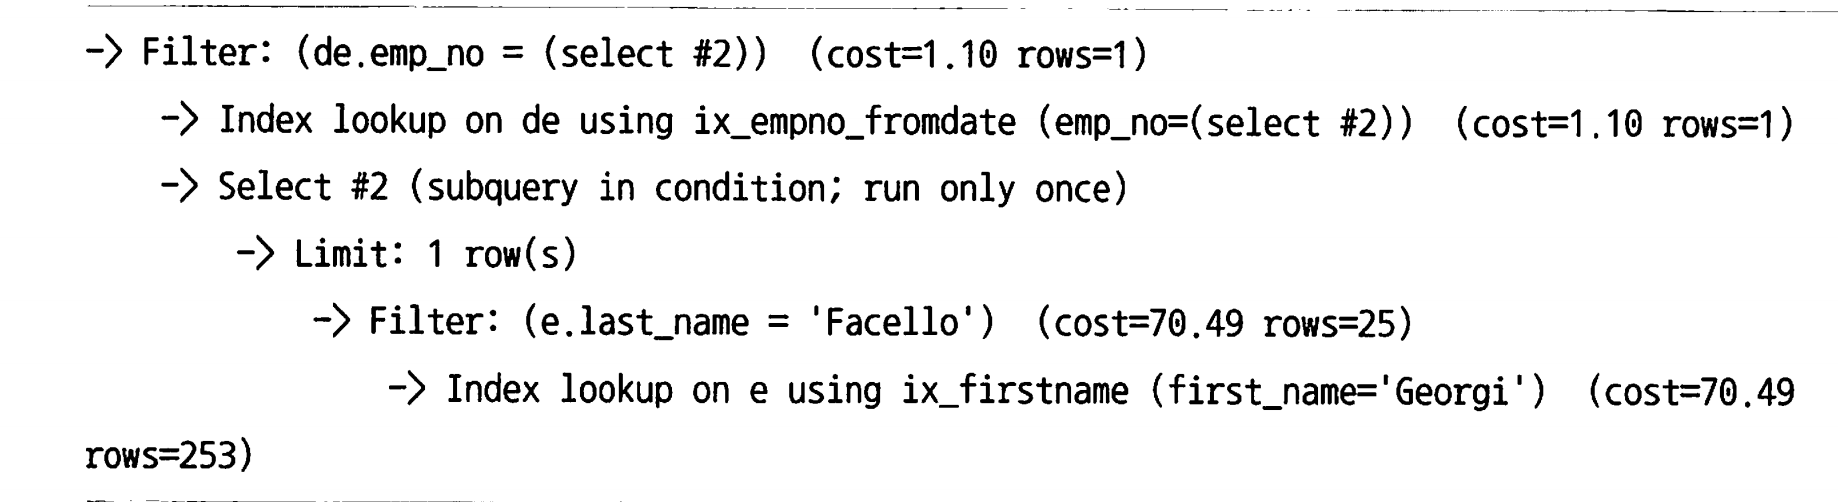 -> Filter: (de.emp_no = (select #2))  (cost=1.10 rows=1)
    -> Index lookup on de using ix_empno_fromdate (emp_no=(select #2))  (cost=1.10 rows=1)
    -> Select #2 (subquery in condition; run only once)
        -> Limit: 1 row(s)
            -> Filter: (e.last_name = 'Facello')  (cost=70.49 rows=25)
                -> Index lookup on e using ix_firstname (first_name='Georgi')  (cost=70.49
rows=253)